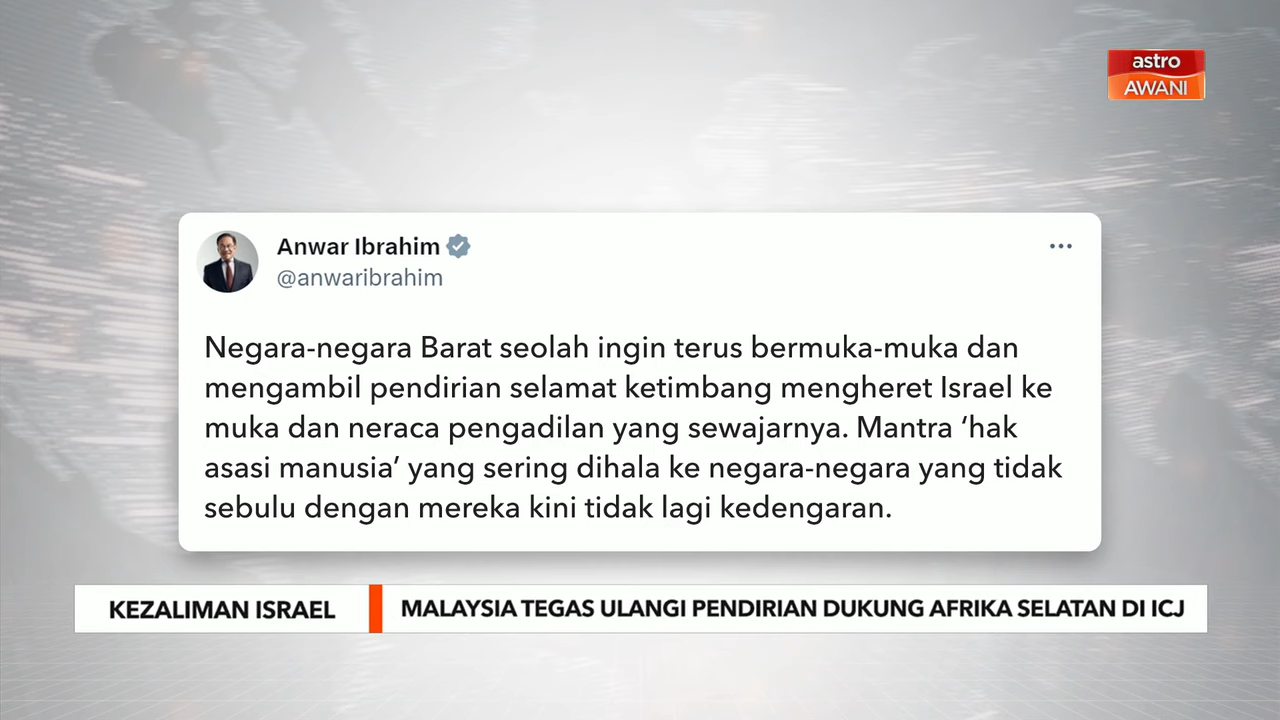 astro
AWANI
Anwar Ibrahim
@anwaribrahim
Negara-negara Barat seolah ingin terus bermuka-muka dan
mengambil pendirian selamat ketimbang mengheret Israel ke
muka dan neraca pengadilan yang sewajarnya. Mantra ‘hak
asasi manusia’ yang sering dihala ke negara-negara yang tidak
sebulu dengan mereka kini tidak lagi kedengaran.
KEZALIMAN ISRAEL
MALAYSIA TEGAS ULANGI PENDIRIAN DUKUNG AFRIKA SELATAN DI ICJ